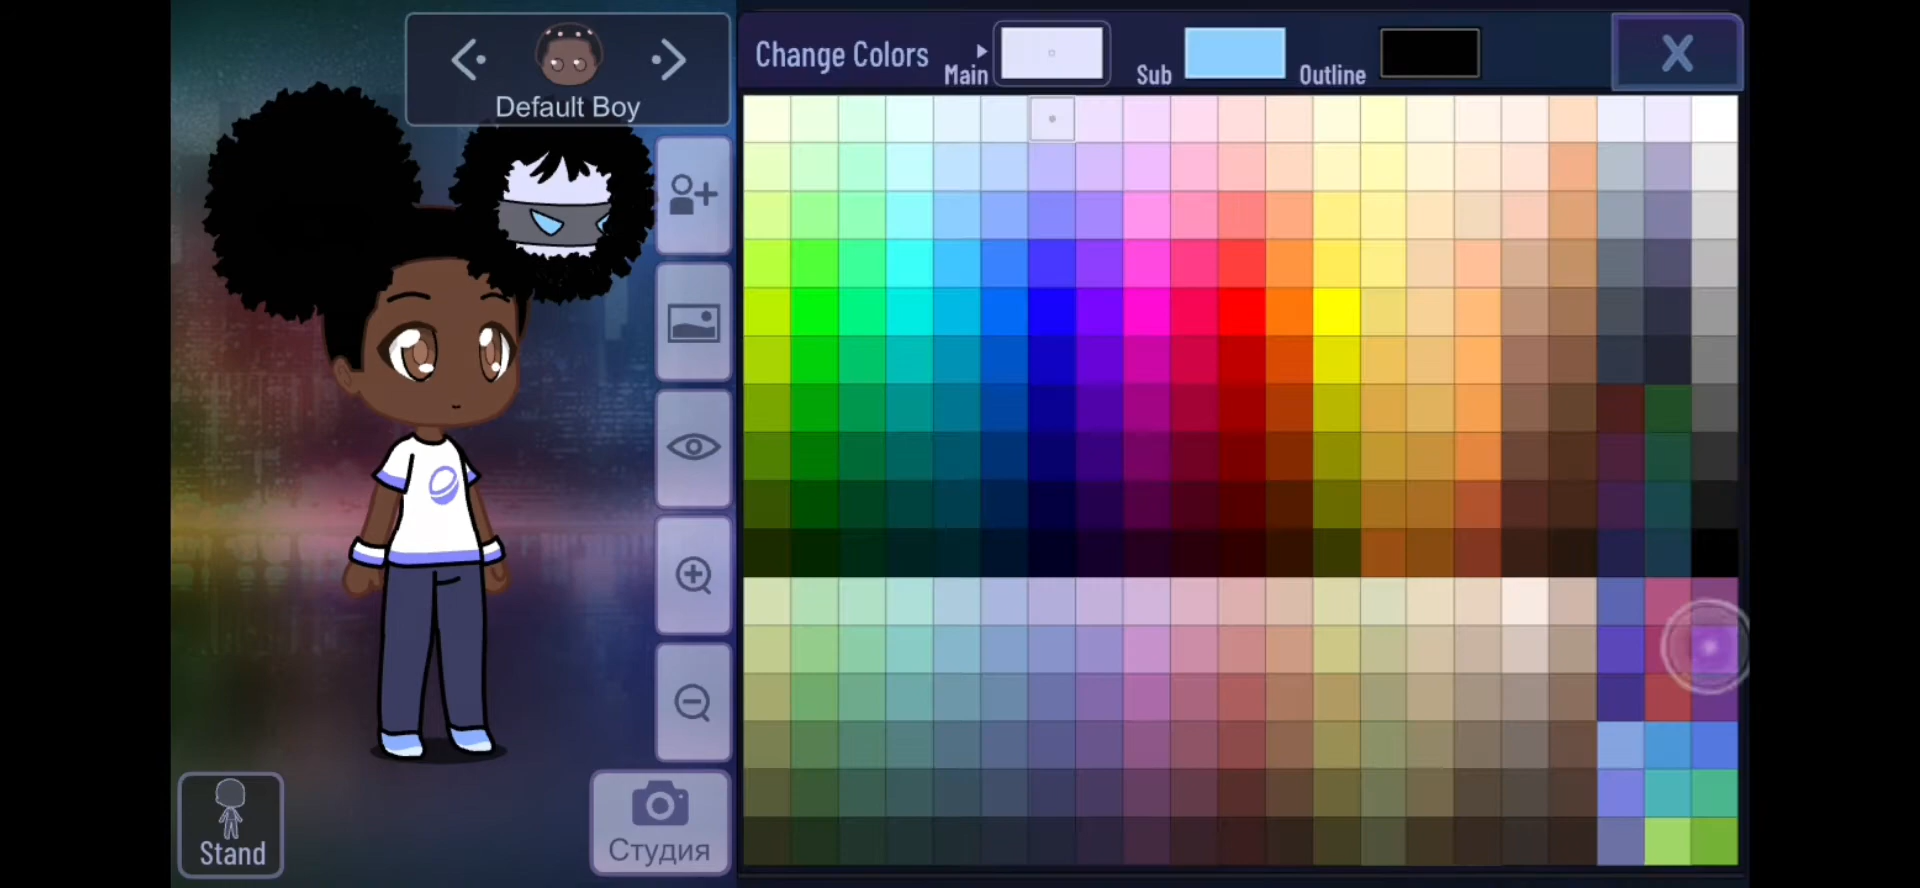 Default Boy
Change Colors
Main
Sub
Outline
X
Stand
Студия